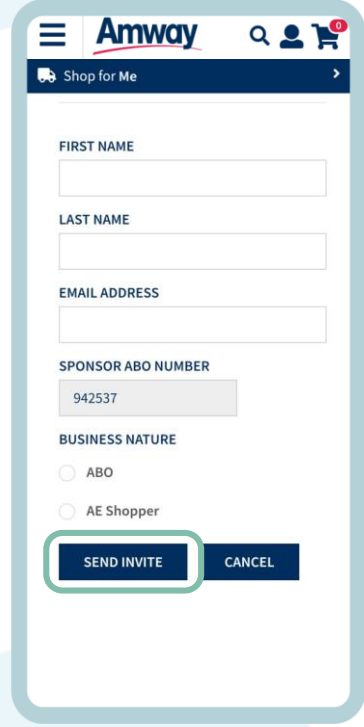 Amway
0
Shop for Me
FIRST NAME
LAST NAME
EMAIL ADDRESS
SPONSOR ABO NUMBER
942537
BUSINESS NATURE
ABO
AE Shopper
SEND INVITE CANCEL